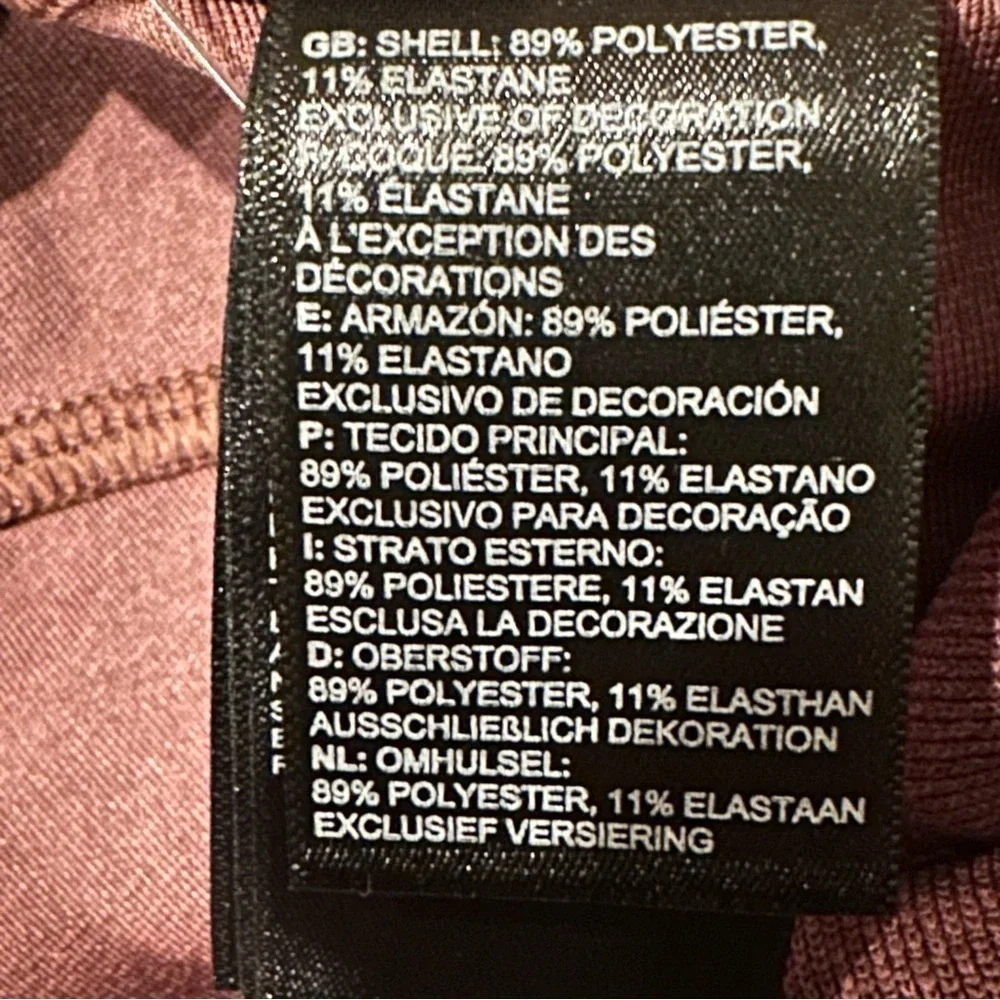 GB: SHELL: 89% POLYESTER,
11% ELASTANE
EXCLUSIVE OF DECORATION
F: COQUE: 89% POLYESTER,
11% ÉLASTANE
À L'EXCEPTION DES
DÉCORATIONS
E: ARMAZÓN: 89% POLIÉSTER,
11% ELASTANO
EXCLUSIVO DE DECORACIÓN
P: TECIDO PRINCIPAL:
89% POLIÉSTER, 11% ELASTANO
EXCLUSIVO PARA DECORAÇÃO
I: STRATO ESTERNO:
89% POLIESTERE, 11% ELASTAN
ESCLUSA LA DECORAZIONE
D: OBERSTOFF:
89% POLYESTER, 11% ELASTHAN
AUSSCHLIEßLICH DEKORATION
NL: OMHULSEL:
89% POLYESTER, 11% ELASTAAN
EXCLUSIEF VERSIERING